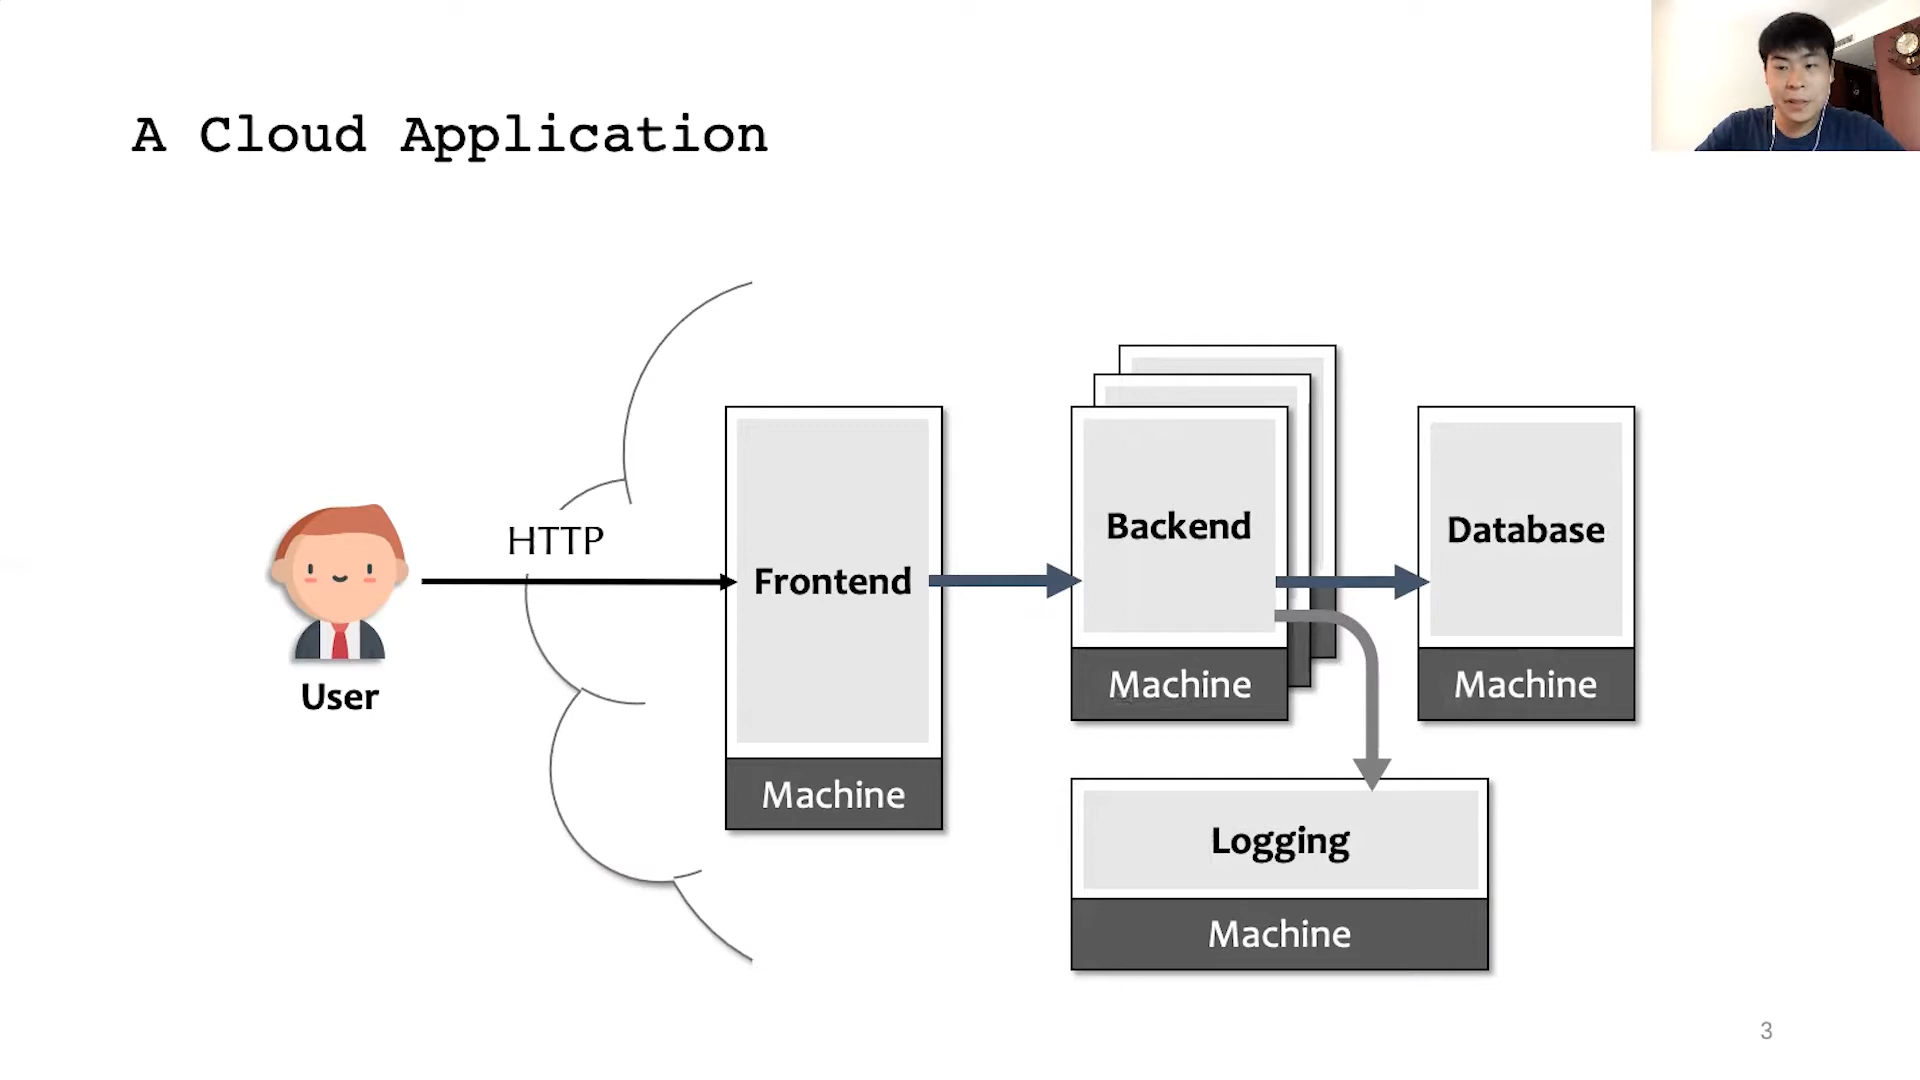 A Cloud Application
HTTP
User
Frontend
Machine
Backend
Machine
Database
Machine
Logging
Machine
3